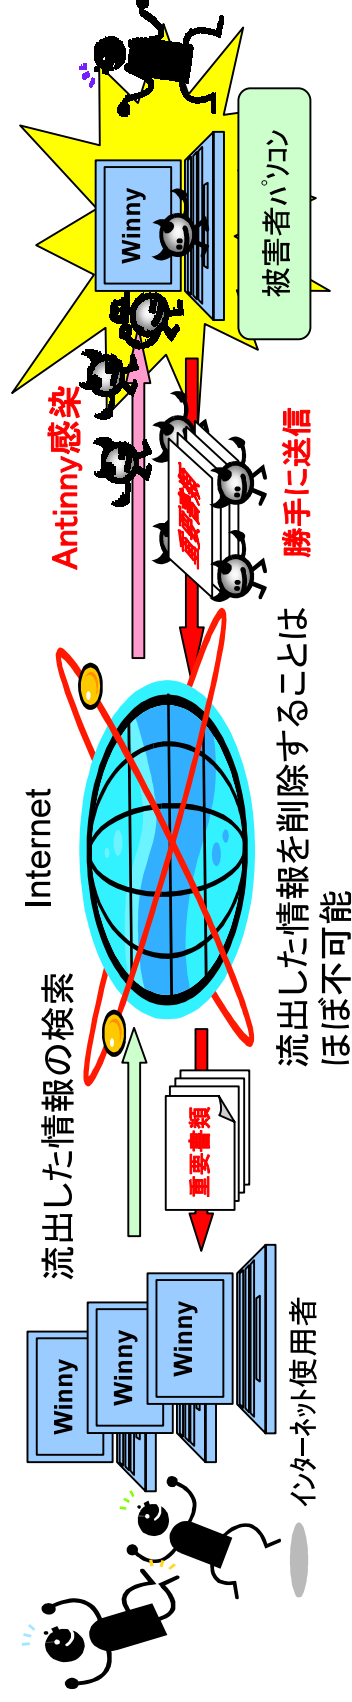 Winny
Winny
Winny
インターネット使用者
流出した情報の検索
重要書類
Internet
流出した情報を削除することは
ほぼ不可能
Antinny感染
重要書類
勝手に送信
Winny
被害者パソコン